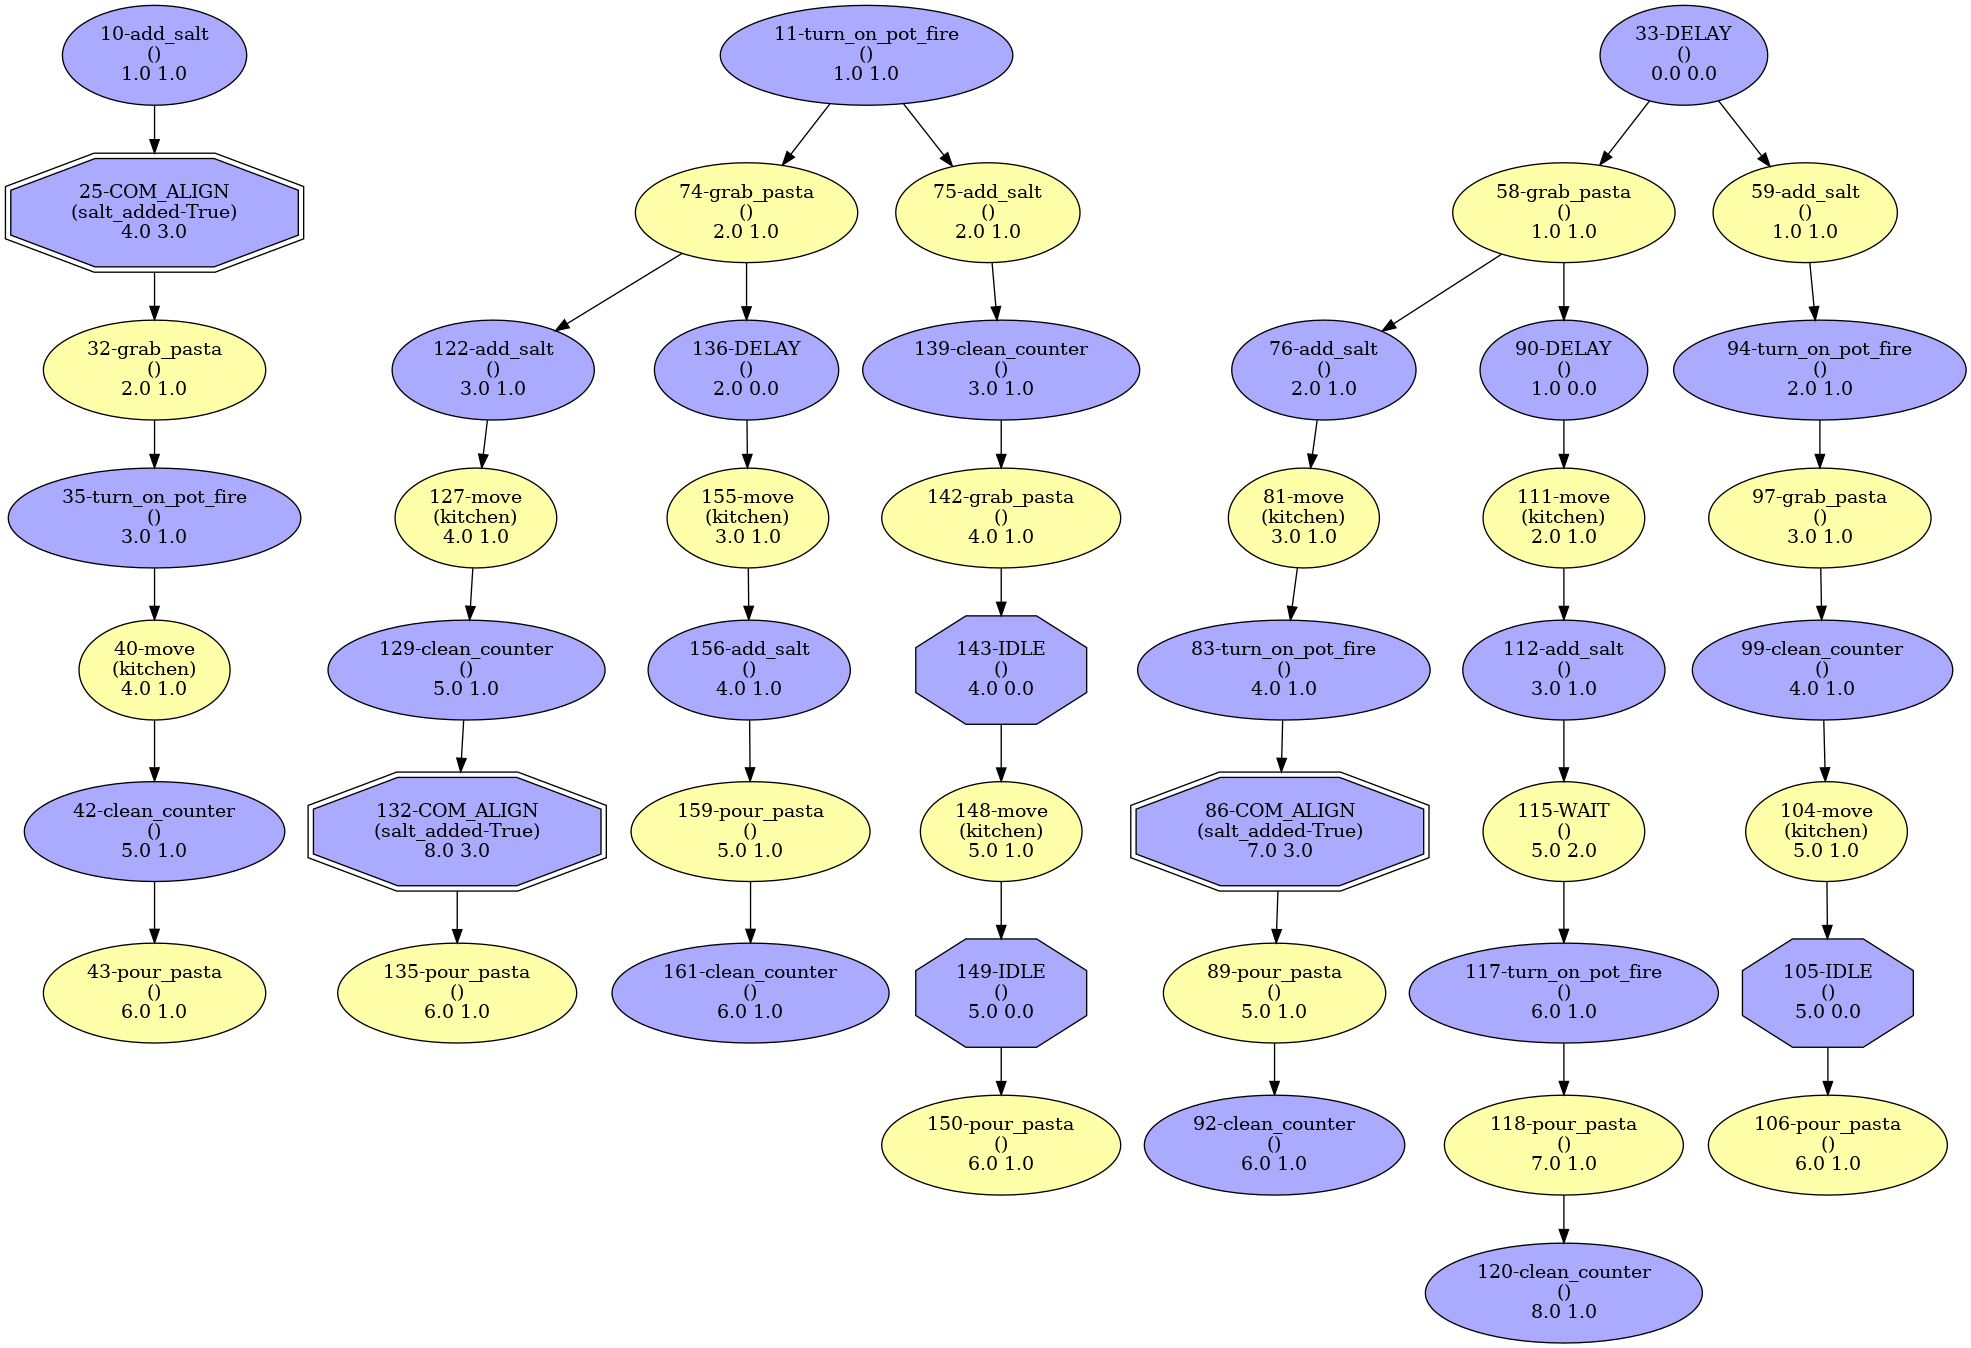 10-add_salt
()
1.0 1.0
11-turn_on_pot_fire
()
1.0 1.0
33-DELAY
()
0.0 0.0
25-COM_ALIGN
(salt_added-True)
4.0 3.0
74-grab_pasta
()
2.0 1.0
75-add_salt
()
2.0 1.0
58-grab_pasta
()
1.0 1.0
59-add_salt
()
1.0 1.0
32-grab_pasta
()
2.0 1.0
122-add_salt
()
3.0 1.0
136-DELAY
()
2.0 0.0
139-clean_counter
()
3.0 1.0
76-add_salt
()
2.0 1.0
90-DELAY
()
1.0 0.0
94-turn_on_pot_fire
()
2.0 1.0
35-turn_on_pot_fire
()
3.0 1.0
127-move
(kitchen)
4.0 1.0
155-move
(kitchen)
3.0 1.0
142-grab_pasta
()
4.0 1.0
81-move
(kitchen)
3.0 1.0
111-move
(kitchen)
2.0 1.0
97-grab_pasta
()
3.0 1.0
40-move
(kitchen)
4.0 1.0
129-clean_counter
()
5.0 1.0
156-add_salt
()
4.0 1.0
143-IDLE
()
4.0 0.0
83-turn_on_pot_fire
()
4.0 1.0
112-add_salt
()
3.0 1.0
99-clean_counter
()
4.0 1.0
42-clean_counter
()
5.0 1.0
132-COM_ALIGN
(salt_added-True)
8.0 3.0
159-pour_pasta
()
5.0 1.0
148-move
(kitchen)
5.0 1.0
86-COM_ALIGN
(salt_added-True)
7.0 3.0
115-WAIT
()
5.0 2.0
104-move
(kitchen)
5.0 1.0
43-pour_pasta
()
6.0 1.0
135-pour_pasta
()
6.0 1.0
161-clean_counter
()
6.0 1.0
149-IDLE
()
5.0 0.0
89-pour_pasta
()
5.0 1.0
117-turn_on_pot_fire
()
6.0 1.0
105-IDLE
()
5.0 0.0
150-pour_pasta
()
6.0 1.0
92-clean_counter
()
6.0 1.0
118-pour_pasta
()
7.0 1.0
106-pour_pasta
()
6.0 1.0
120-clean_counter
()
8.0 1.0